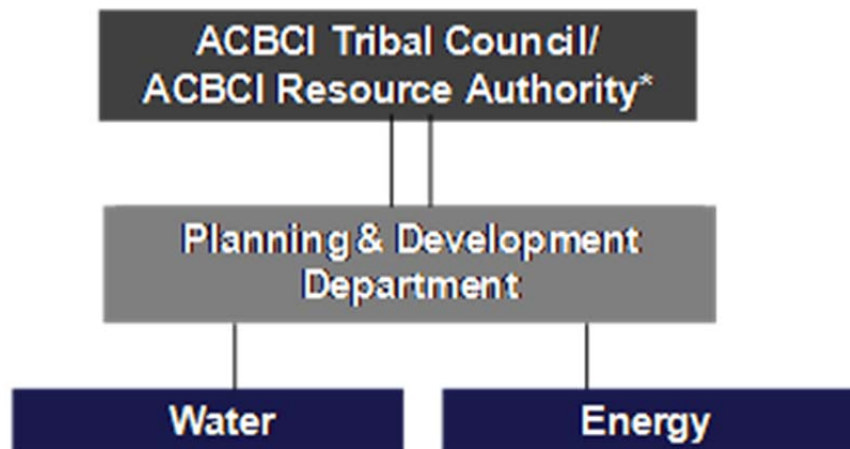 ACBCI Tribal Council/
ACBCI Resource Authority*
Planning & Development
Department
Water
Energy